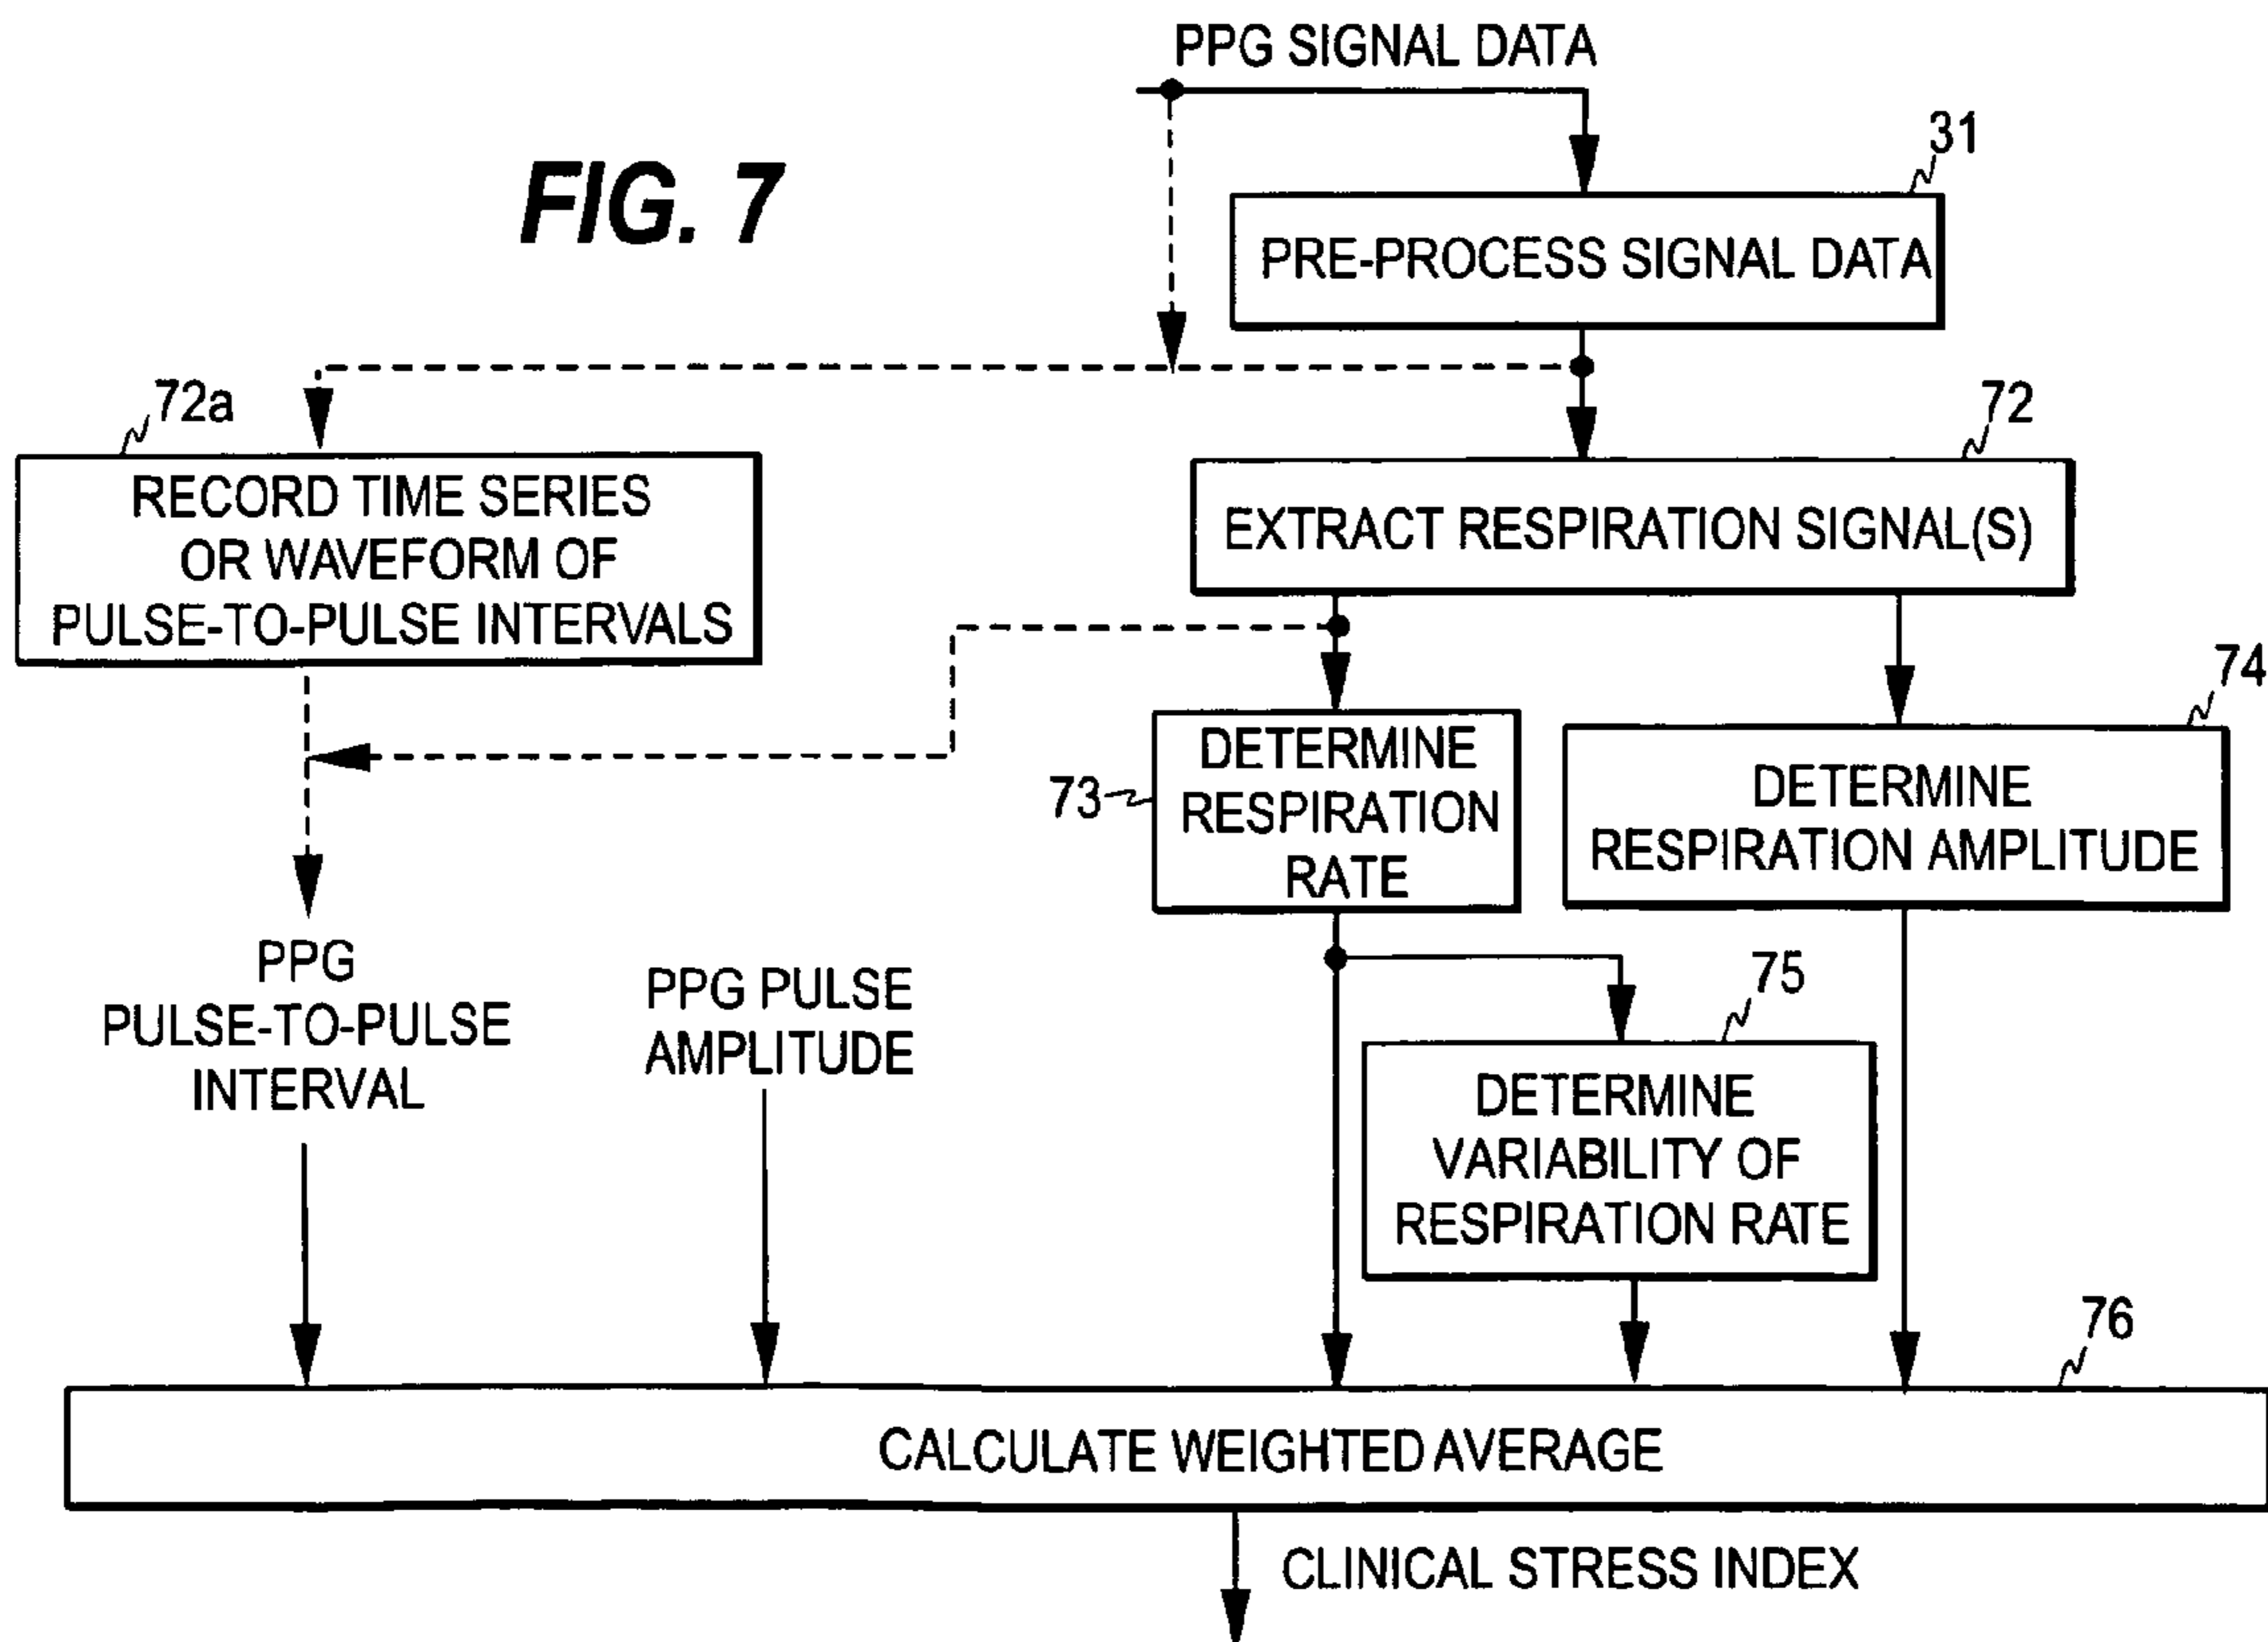 PPG SIGNAL DATA
FIG. 7
31
PRE-PROCESS SIGNAL DATA
72a
RECORD TIME SERIES
OR WAVEFORM OF
PULSE-TO-PULSE INTERVALS
72
EXTRACT RESPIRATION SIGNAL(S)
73
DETERMINE
RESPIRATION
RATE
74
DETERMINE
RESPIRATION AMPLITUDE
PPG
PULSE-TO-PULSE
INTERVAL
PPG PULSE
AMPLITUDE
75
DETERMINE
VARIABILITY OF
RESPIRATION RATE
76
CALCULATE WEIGHTED AVERAGE
CLINICAL STRESS INDEX